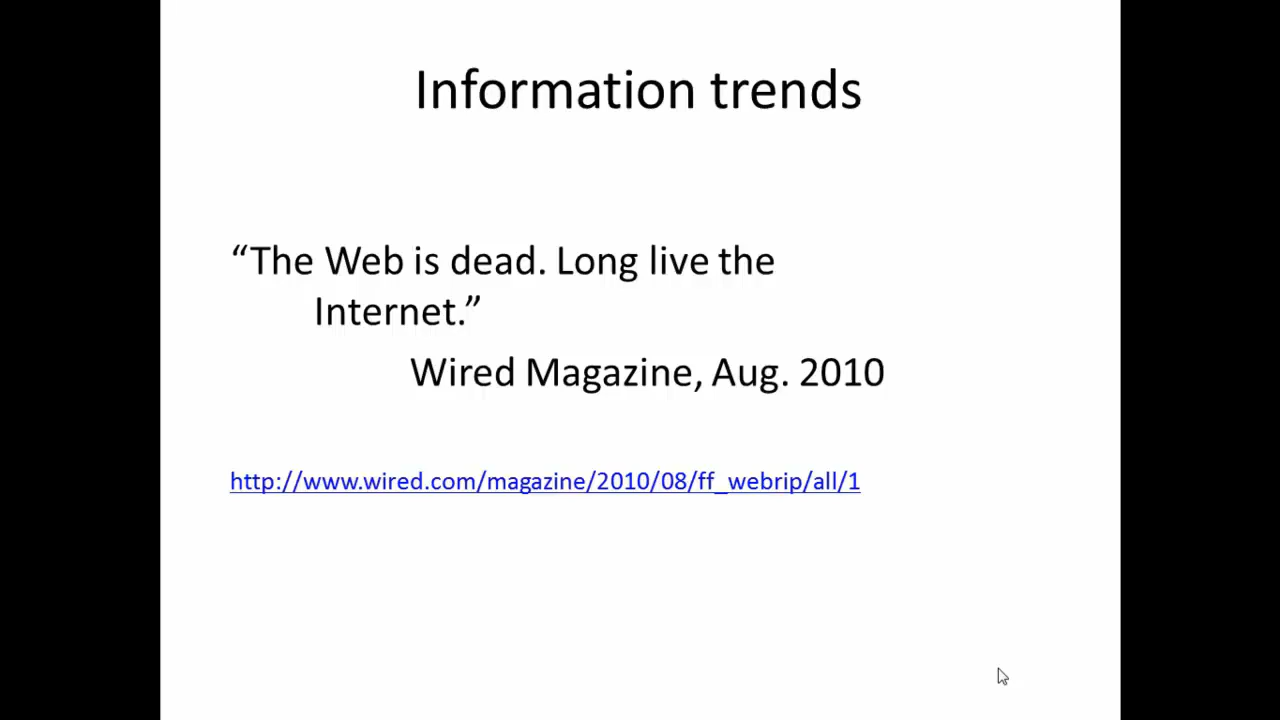 Information trends
“The Web is dead. Long live the
Internet.”
Wired Magazine, Aug. 2010
http://www.wired.com/magazine/2010/08/ff_webrip/all/1